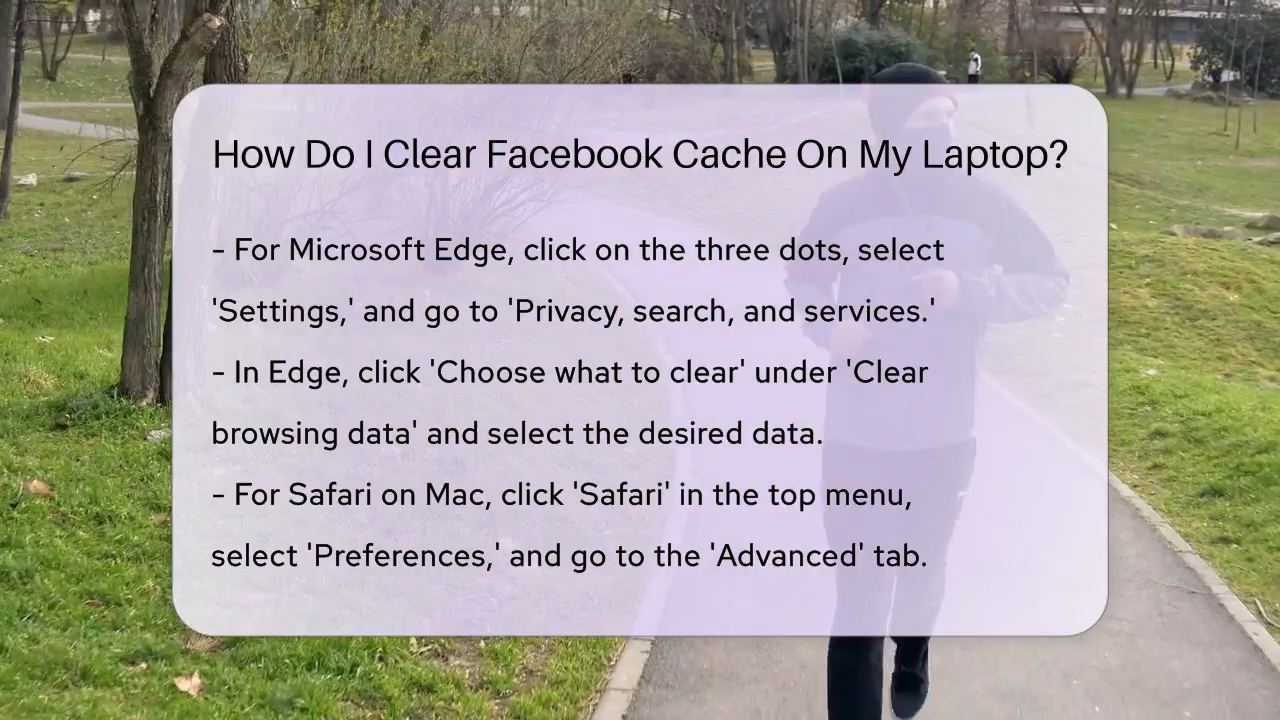 How Do I Clear Facebook Cache On My Laptop?
- For Microsoft Edge, click on the three dots, select
'Settings,' and go to 'Privacy, search, and services.'
- In Edge, click 'Choose what to clear' under 'Clear
browsing data' and select the desired data.
- For Safari on Mac, click 'Safari' in the top menu,
select 'Preferences,' and go to the 'Advanced' tab.